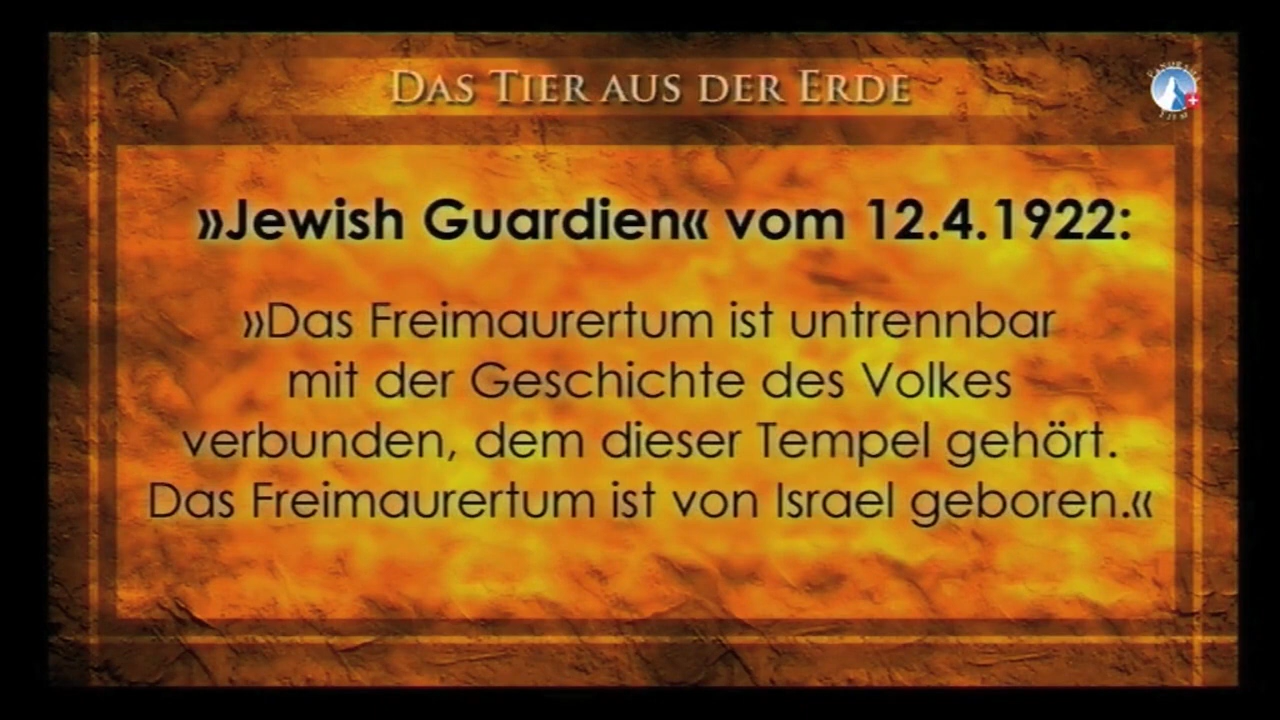 DAS TIER AUS DER ERDE
»Jewish Guardien« vom 12.4.1922:
»Das Freimaurertum ist untrennbar
mit der Geschichte des Volkes
verbunden, dem dieser Tempel gehört.
Das Freimaurertum ist von Israel geboren.«